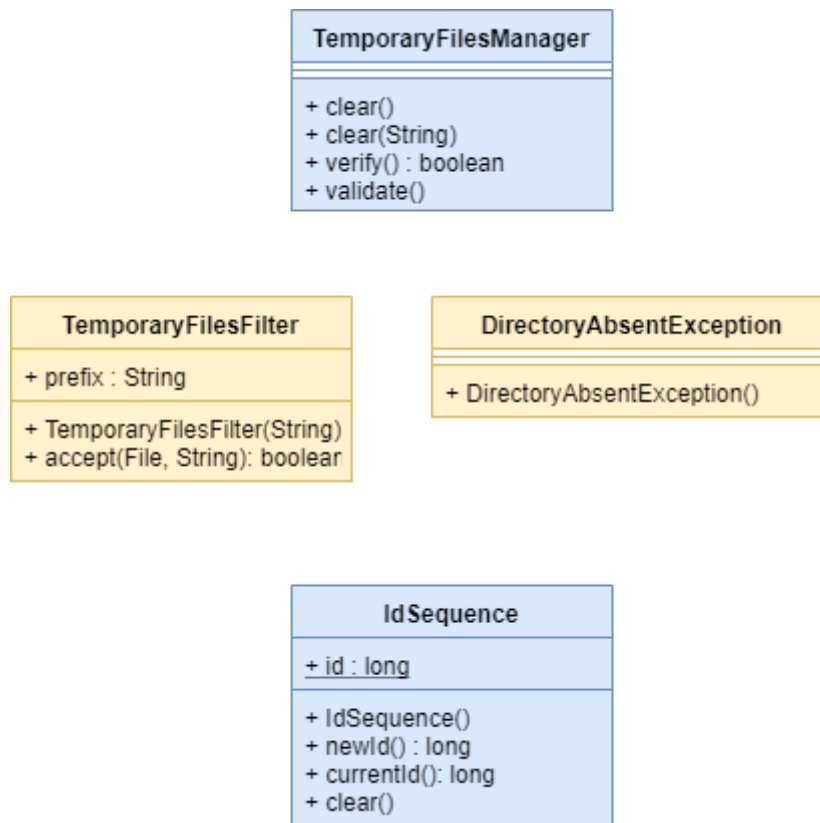 TemporaryFilesManager
+ clear()
+ clear(String)
+ verify() : boolean
+ validate()
TemporaryFilesFilter
+ prefix : String
+ TemporaryFilesFilter(String)
+ accept(File, String): boolean
DirectoryAbsentException
+ DirectoryAbsentException()
IdSequence
+ id : long
+ IdSequence()
+ newId() : long
+ currentId(): long
+ clear()